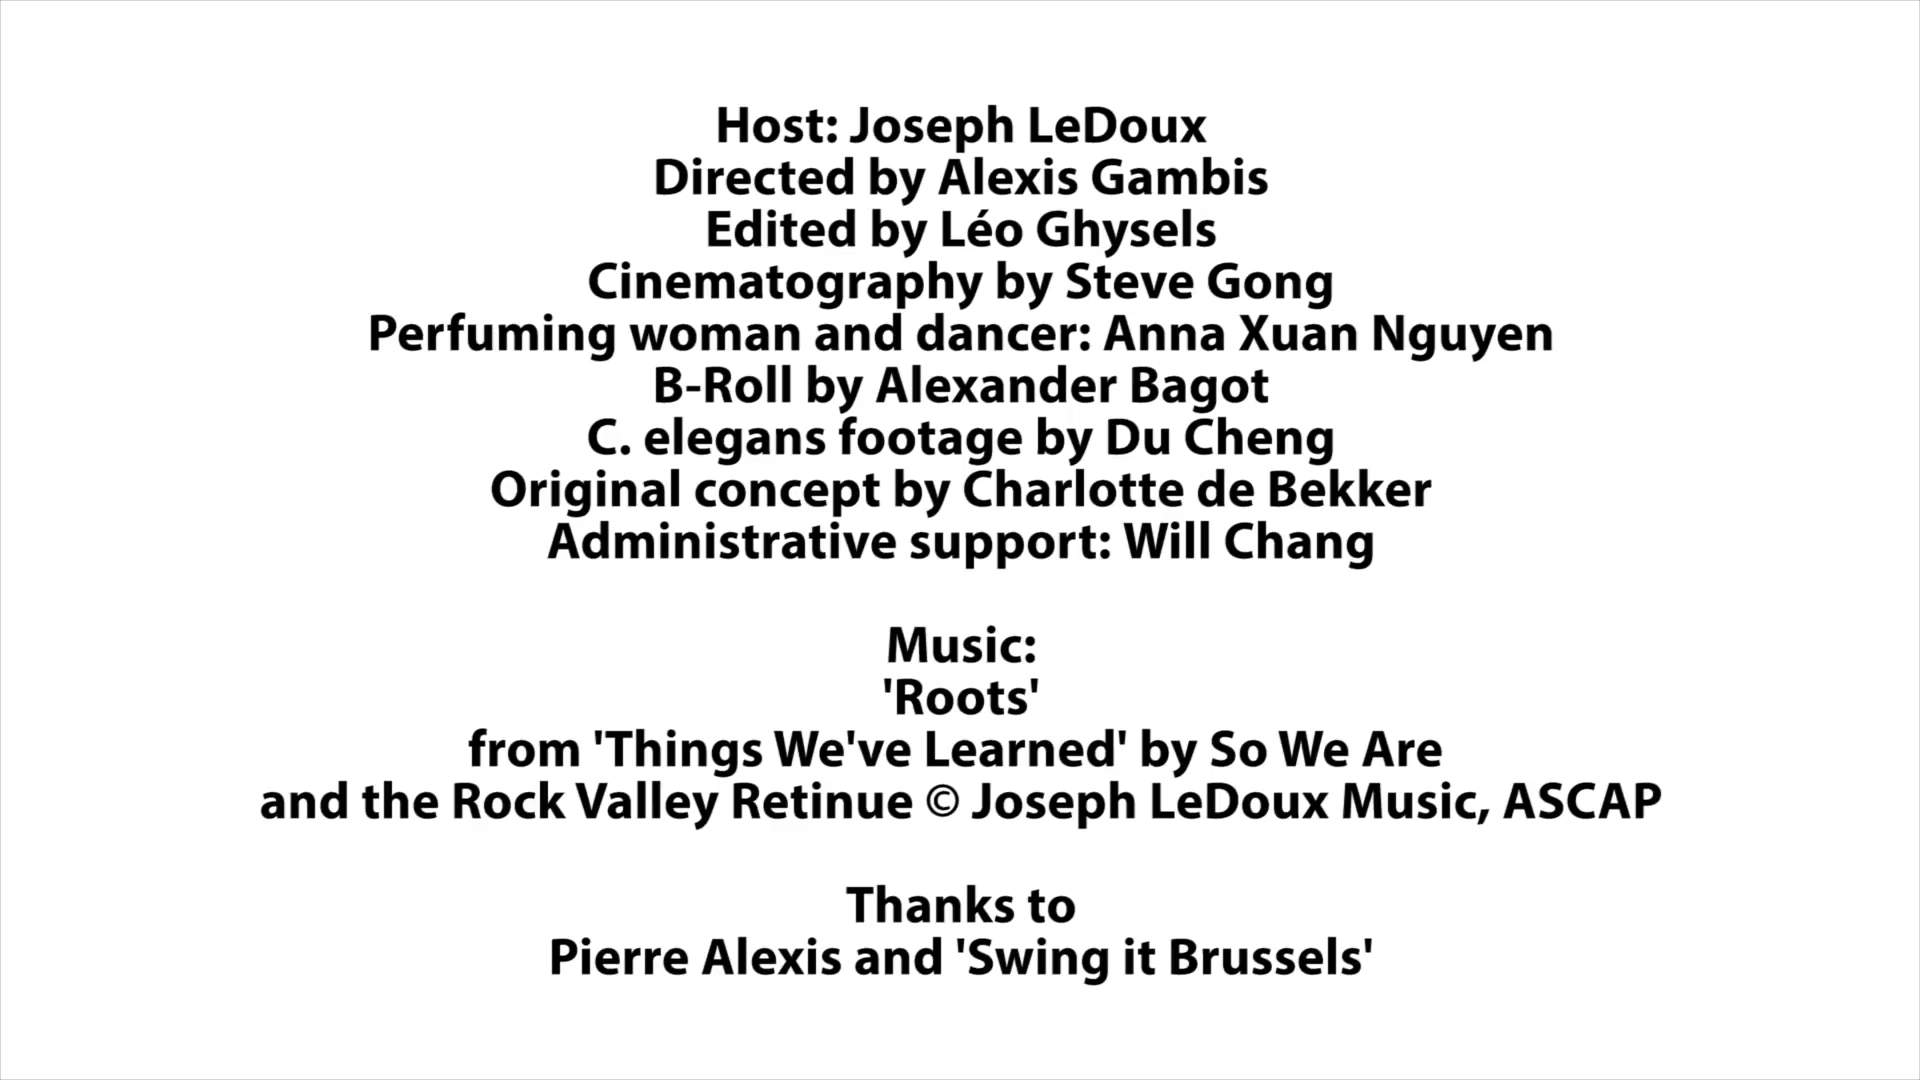 Host: Joseph LeDoux
Directed by Alexis Gambis
Edited by Léo Ghysels
Cinematography by Steve Gong
Perfuming woman and dancer: Anna Xuan Nguyen
B-Roll by Alexander Bagot
C. elegans footage by Du Cheng
Original concept by Charlotte de Bekker
Administrative support: Will Chang
Music:
'Roots'
from 'Things We've Learned' by So We Are
and the Rock Valley Retinue © Joseph LeDoux Music, ASCAP
Thanks to
Pierre Alexis and 'Swing it Brussels'